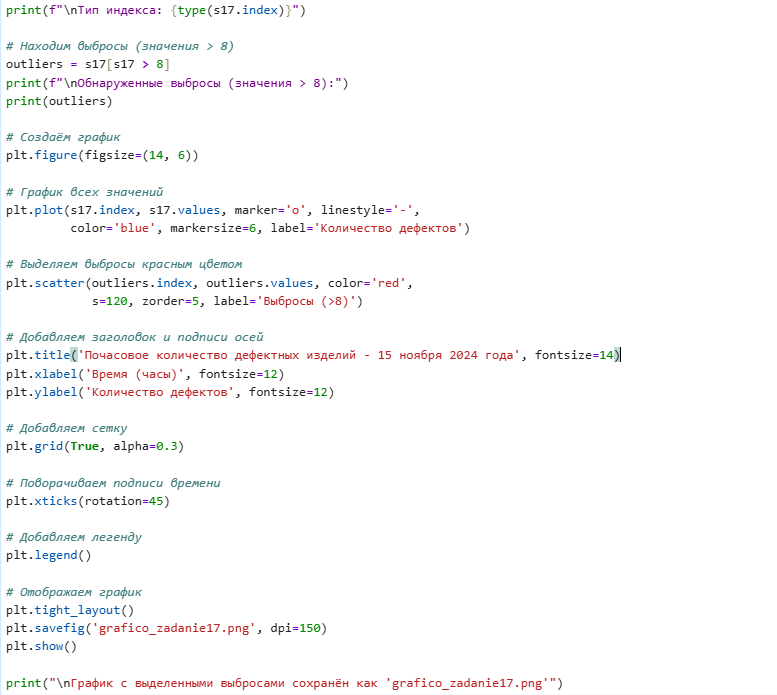 print(f"\nТип индекса: {type(s17.index)}")
# Находим выбросы (значения > 8)
outliers = s17[s17 > 8]
print(f"\nОбнаруженные выбросы (значения > 8):")
print(outliers)
# Создаём график
plt.figure(figsize=(14, 6))
# График всех значений
plt.plot(s17.index, s17.values, marker='o', linestyle='-',
         color='blue', markersize=6, label='Количество дефектов')
# Выделяем выбросы красным цветом
plt.scatter(outliers.index, outliers.values, color='red',
            s=120, zorder=5, label='Выбросы (>8)')
# Добавляем заголовок и подписи осей
plt.title('Почасовое количество дефектных изделий - 15 ноября 2024 года', fontsize=14)
plt.xlabel('Время (часы)', fontsize=12)
plt.ylabel('Количество дефектов', fontsize=12)
# Добавляем сетку
plt.grid(True, alpha=0.3)
# Поворачиваем подписи времени
plt.xticks(rotation=45)
# Добавляем легенду
plt.legend()
# Отображаем график
plt.tight_layout()
plt.savefig('grafico_zadanie17.png', dpi=150)
plt.show()
print("\nГрафик с выделенными выбросами сохранён как 'grafico_zadanie17.png'")